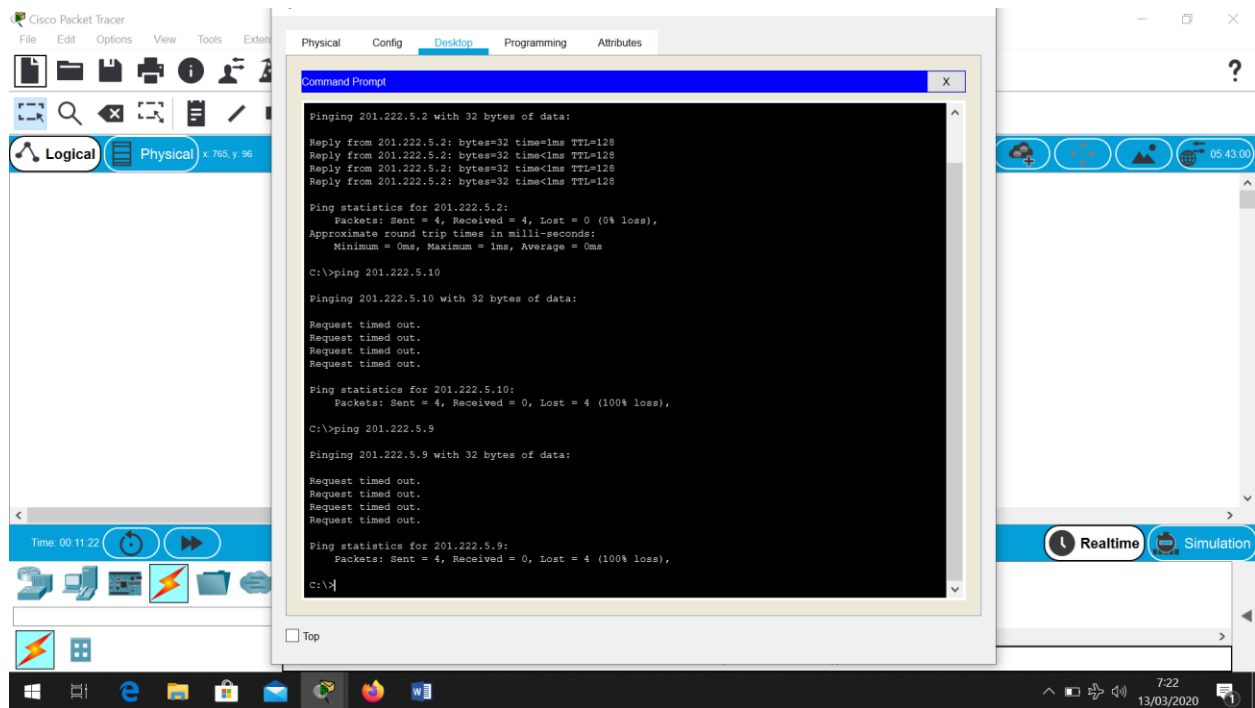 Cisco Packet Tracer
File Edit Options View Tools Exten
Physical Config Desktop Programming Attributes
Command Prompt X
?
Logical Physical x: 765, y: 96
05:43:00
Pinging 201.222.5.2 with 32 bytes of data:
Reply from 201.222.5.2: bytes=32 time=1ms TTL=128
Reply from 201.222.5.2: bytes=32 time<1ms TTL=128
Reply from 201.222.5.2: bytes=32 time<1ms TTL=128
Reply from 201.222.5.2: bytes=32 time<1ms TTL=128
Ping statistics for 201.222.5.2:
Packets: Sent = 4, Received = 4, Lost = 0 (0% loss),
Approximate round trip times in milli-seconds:
Minimum = 0ms, Maximum = 1ms, Average = 0ms
C:\>ping 201.222.5.10
Pinging 201.222.5.10 with 32 bytes of data:
Request timed out.
Request timed out.
Request timed out.
Request timed out.
Ping statistics for 201.222.5.10:
Packets: Sent = 4, Received = 0, Lost = 4 (100% loss),
C:\>ping 201.222.5.9
Pinging 201.222.5.9 with 32 bytes of data:
Request timed out.
Request timed out.
Request timed out.
Request timed out.
Ping statistics for 201.222.5.9:
Packets: Sent = 4, Received = 0, Lost = 4 (100% loss),
C:\>
Time: 00:11:22
Realtime Simulation
Top
7:22
13/03/2020
1